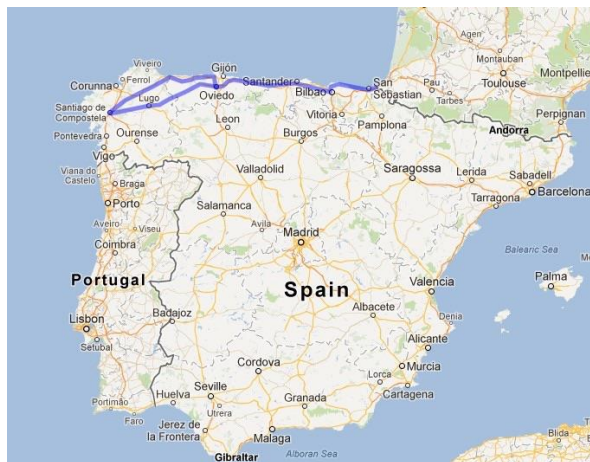 Viveiro
Gijón
Ferrol
Corunna
Santander
San
Sebastian
Bilbao
Oviedo
Lugo
Santiago de
Compostela
Vitoria
Pamplona
Pontevedra
Ourense
Leon
Burgos
Vigo
Agen
Montauban
Toulouse
Montpellier
Pau
Tarbes
Andorra
Perpignan
Viana do
Castelo
Braga
Porto
Valladolid
Saragossa
Lerida
Sabadell
Barcelona
Tarragona
Salamanca
Avila
Madrid
Aveiro
Viseu
Coimbra
Balearic Sea
Palma
Portugal
Spain
Valencia
Lisbon
Setubal
Badajoz
Albacete
Denia
Alicante
Murcia
Lorca
Cartagena
Cordova
Portimão
Faro
Huelva
Seville
Utrera
Granada
Jerez de
la Frontera
Malaga
Gibraltar
Alboran Sea
Blida